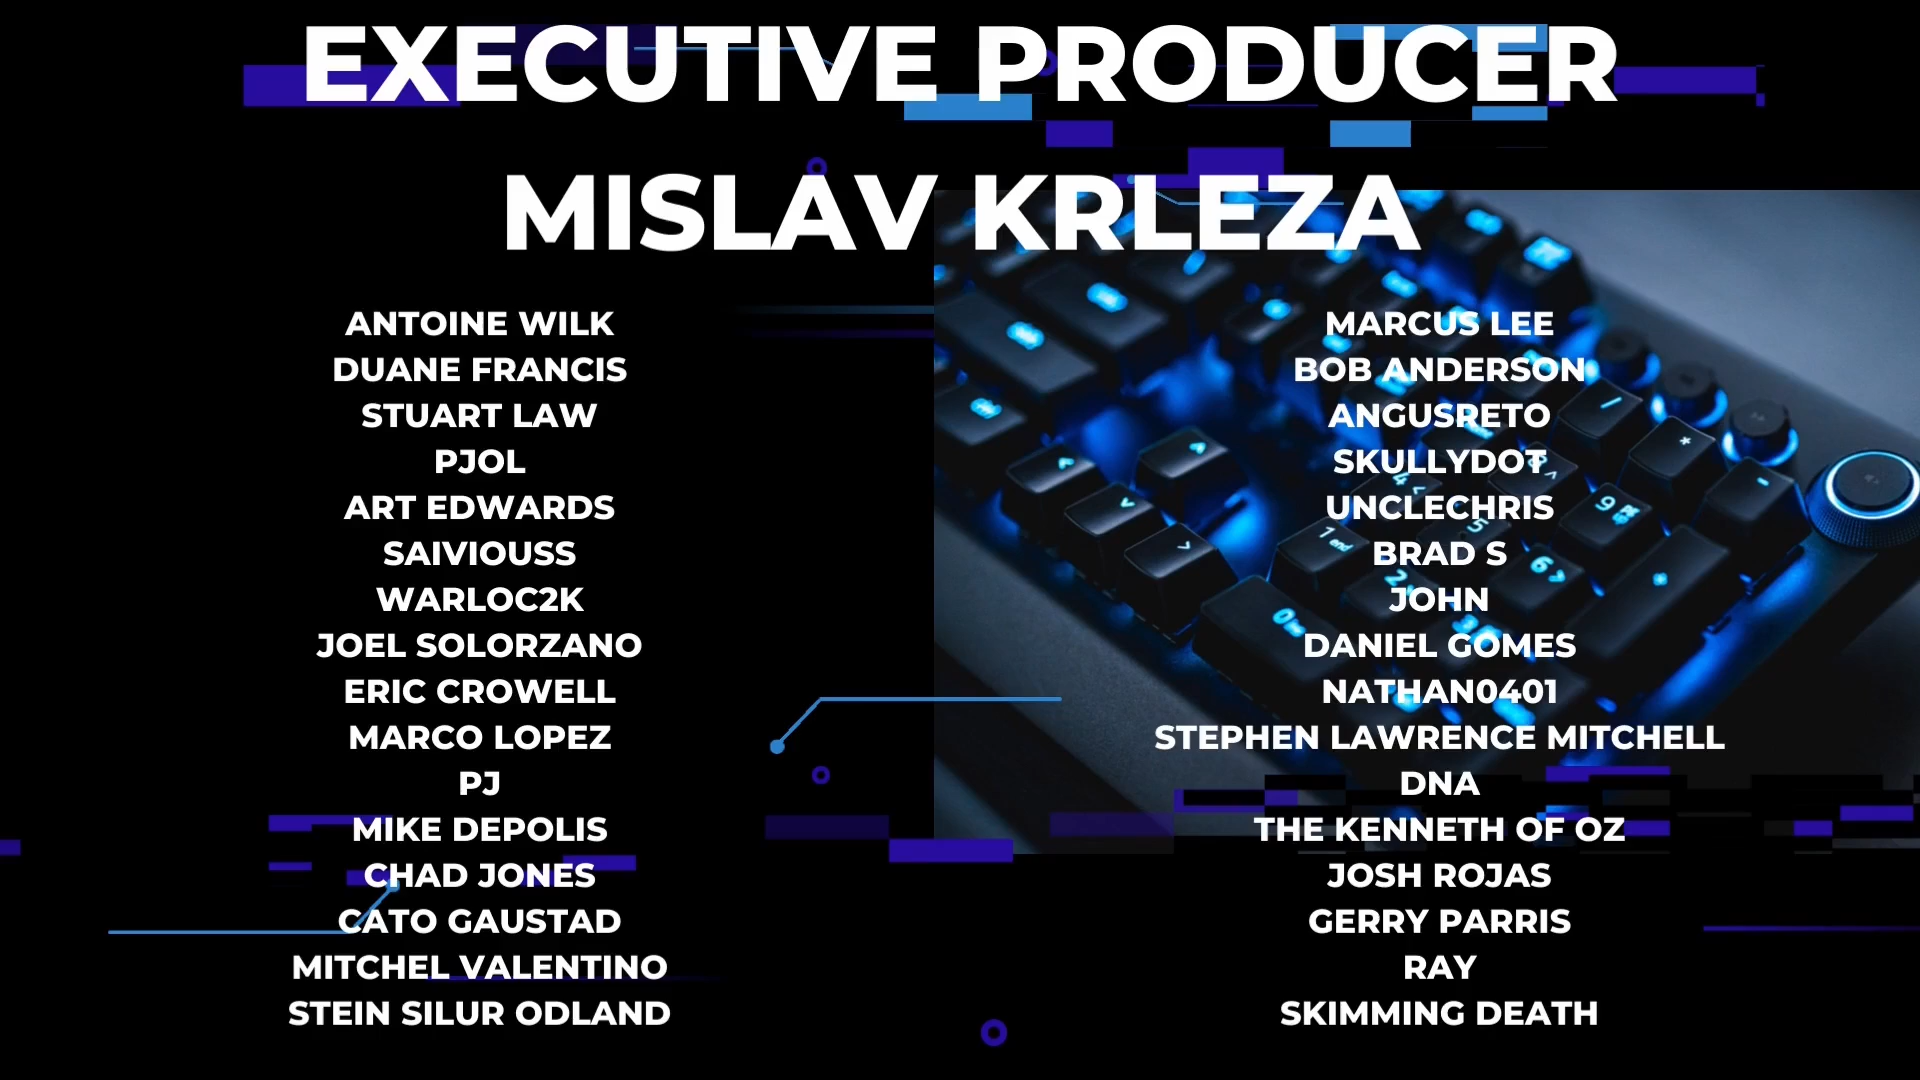 EXECUTIVE PRODUCER
MISLAV KRLEZA
ANTOINE WILK
DUANE FRANCIS
STUART LAW
PJOL
ART EDWARDS
SAIVIOUSS
WARLOC2K
JOEL SOLORZANO
ERIC CROWELL
MARCO LOPEZ
PJ
MIKE DEPOLIS
CHAD JONES
CATO GAUSTAD
MITCHEL VALENTINO
STEIN SILUR ODLAND
MARCUS LEE
BOB ANDERSON
ANGUSRETO
SKULLYDOT
UNCLECHRIS
BRAD S
JOHN
DANIEL GOMES
NATHAN0401
STEPHEN LAWRENCE MITCHELL
DNA
THE KENNETH OF OZ
JOSH ROJAS
GERRY PARRIS
RAY
SKIMMING DEATH